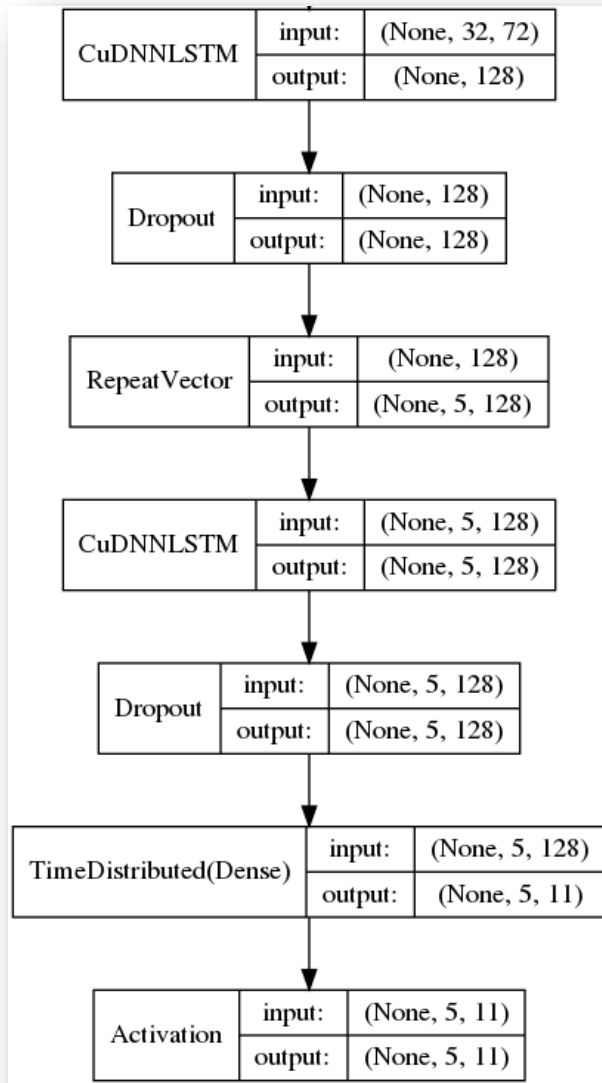 CuDNNLSTM input: (None, 32, 72)
output: (None, 128)
Dropout input: (None, 128)
output: (None, 128)
RepeatVector input: (None, 128)
output: (None, 5, 128)
CuDNNLSTM input: (None, 5, 128)
output: (None, 5, 128)
Dropout input: (None, 5, 128)
output: (None, 5, 128)
TimeDistributed(Dense) input: (None, 5, 128)
output: (None, 5, 11)
Activation input: (None, 5, 11)
output: (None, 5, 11)